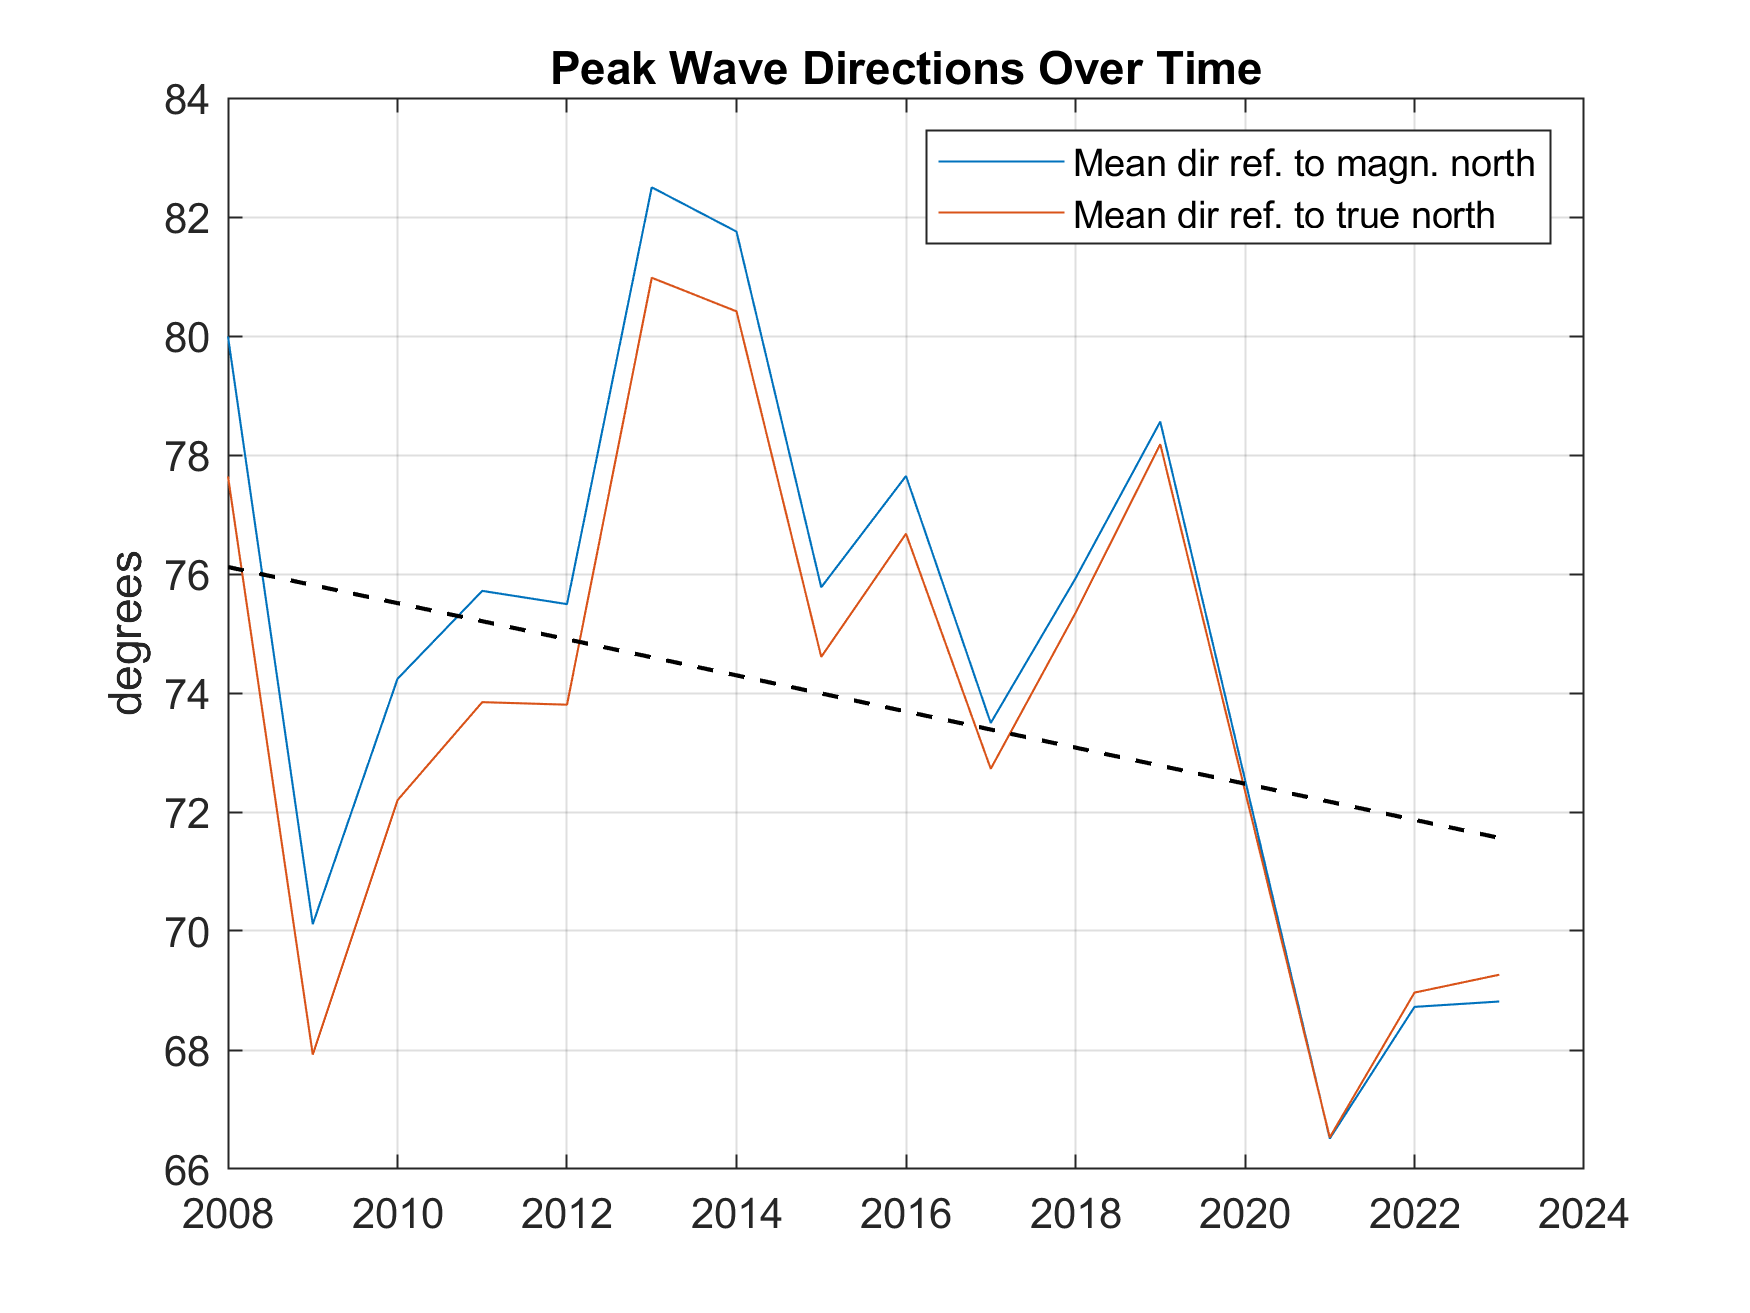 Peak Wave Directions Over Time
84
82
80
78
76
74
72
70
68
66
degrees
Mean dir ref. to magn. north
Mean dir ref. to true north
2008 2010 2012 2014 2016 2018 2020 2022 2024